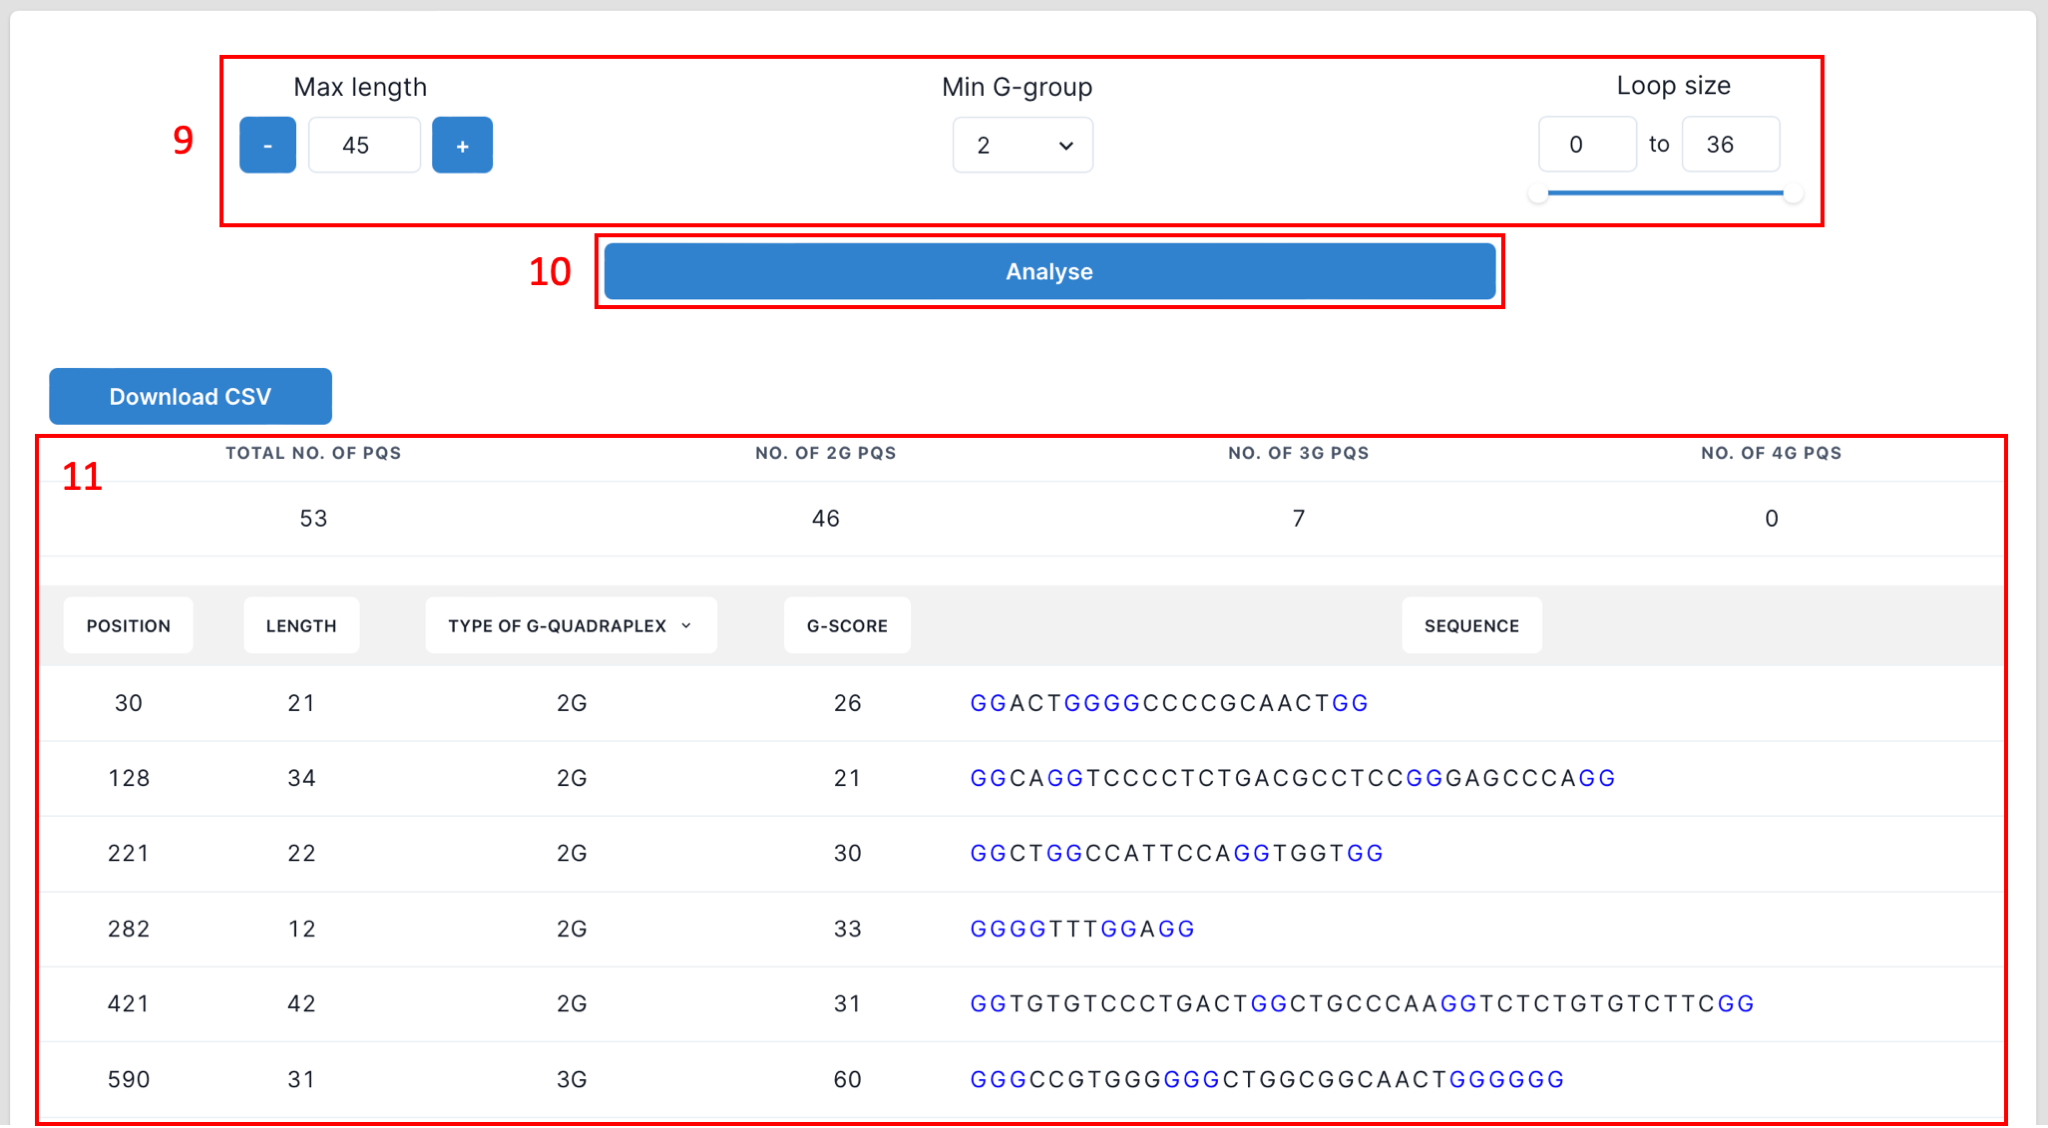 Max length Min G-group Loop size
9 - 45 + 2 0 to 36
10 Analyse
Download CSV
TOTAL NO. OF PQS NO. OF 2G PQS NO. OF 3G PQS NO. OF 4G PQS
11
53 46 7 0
POSITION LENGTH TYPE OF G-QUADRAPLEX G-SCORE SEQUENCE
30 21 2G 26 GGACTGGGGCCCCGCAACTGG
128 34 2G 21 GGCAGGTCCCCTCTGACGCCTCCGGGAGCCCAGG
221 22 2G 30 GGCTGGCCATTCCAGGTGGTGG
282 12 2G 33 GGGGTTTGGAGG
421 42 2G 31 GGTGTGTCCCTGACTGGCTGCCCAAGGTCTCTGTGTCTTCGG
590 31 3G 60 GGGCCGTGGGGGGCTGGCGGCAACTGGGGGG